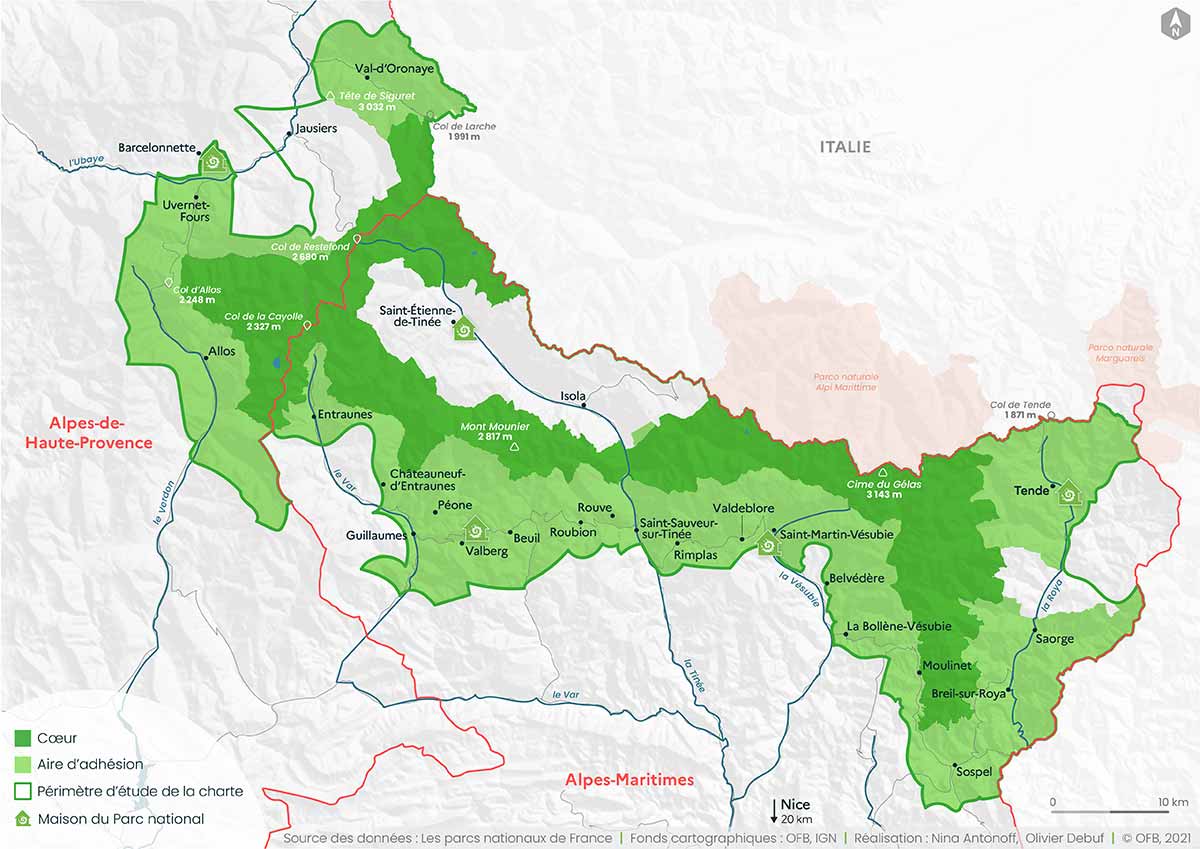 N
Val-d'Oronaye
Tête de Siguret
3 032 m
Col de Larche
1 991 m
Jausiers
Barcelonnette
l'Ubaye
ITALIE
Uvernet-
Fours
Col de Restefond
2 680 m
Col d'Allos
2 248 m
Col de la Cayolle
2 327 m
Saint-Étienne-
de-Tinée
Allos
Parco naturale
Marguareis
Parco naturale
Alpi Marittime
Isola
Col de Tende
1 871 m
Alpes-de-
Haute-Provence
Entraunes
Mont Mounier
2 817 m
le Var
Châteauneuf-
d'Entraunes
Cime du Gélas
3 143 m
Tende
le Verdon
Péone
Rouve
Valdeblore
Guillaumes
Valberg
Beuil
Roubion
Saint-Sauveur-
sur-Tinée
Rimplas
Saint-Martin-Vésubie
Belvédère
la Vésubie
la Roya
La Bollène-Vésubie
Saorge
la Tinée
Moulinet
Breil-sur-Roya
le Var
Sospel
Cœur
Aire d'adhésion
Périmètre d'étude de la charte
Maison du Parc national
Alpes-Maritimes
Nice
20 km
0 10 km
Source des données : Les parcs nationaux de France | Fonds cartographiques : OFB, IGN | Réalisation : Nina Antonoff, Olivier Debuf | © OFB, 2021